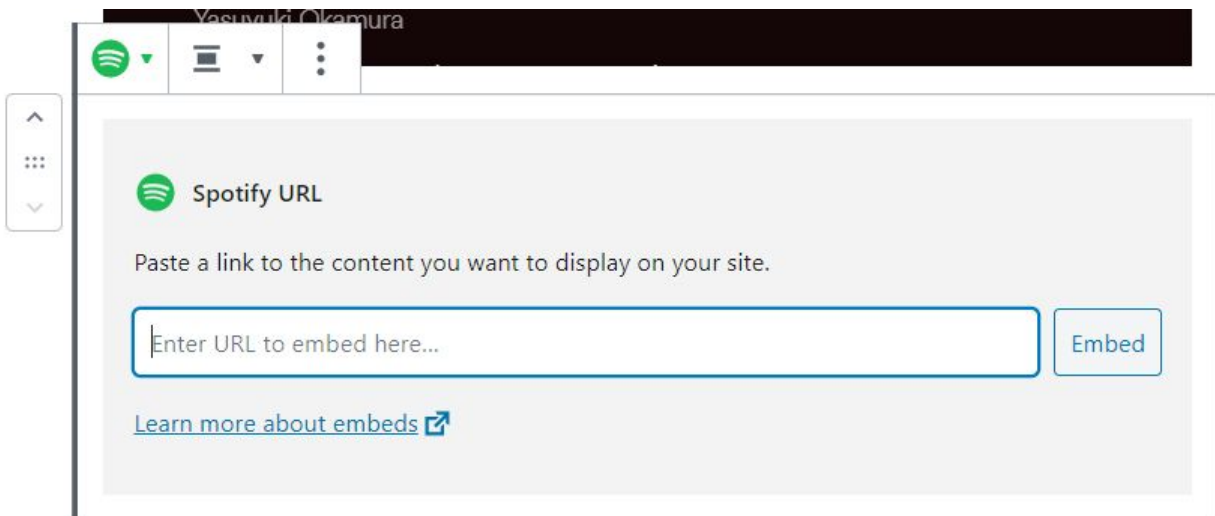 Yasuyuki Okamura
Spotify URL
Paste a link to the content you want to display on your site.
Enter URL to embed here...
Embed
Learn more about embeds